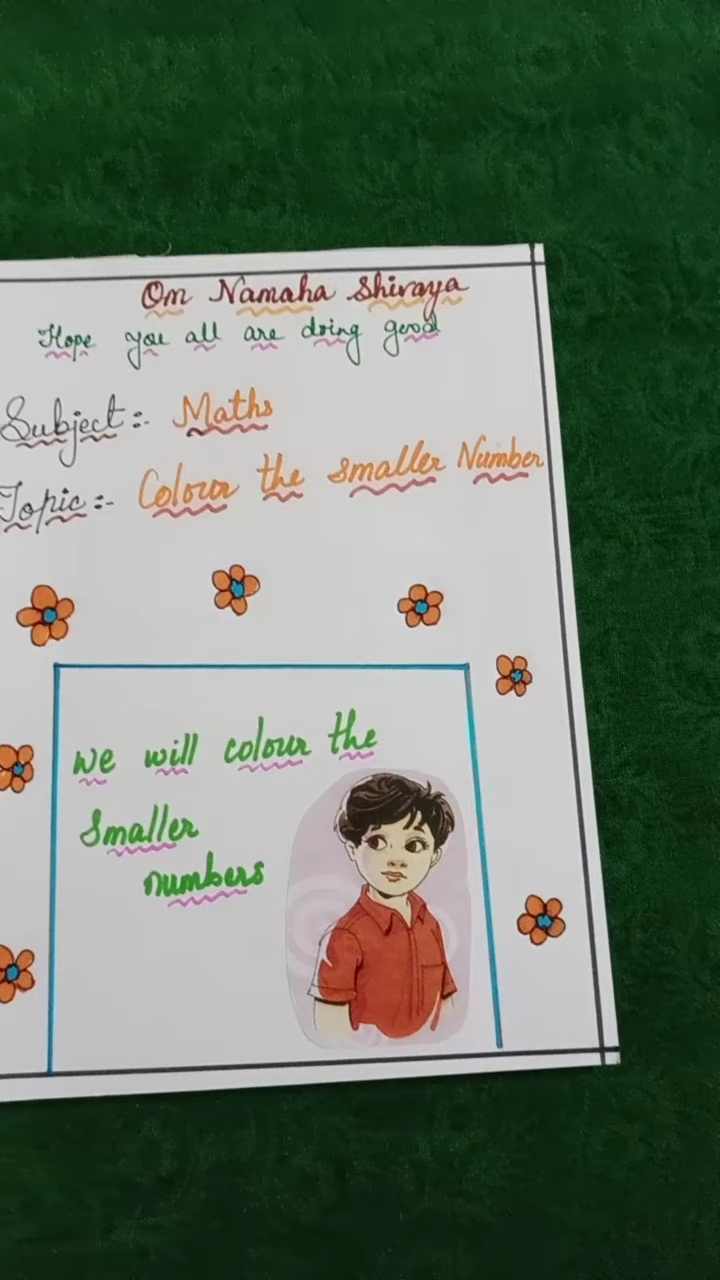 Om Namaha Shivaya
Hope you all are doing good
Subject:- Maths
Topic:- Colour the smaller Number
we will colour the
smaller
numbers